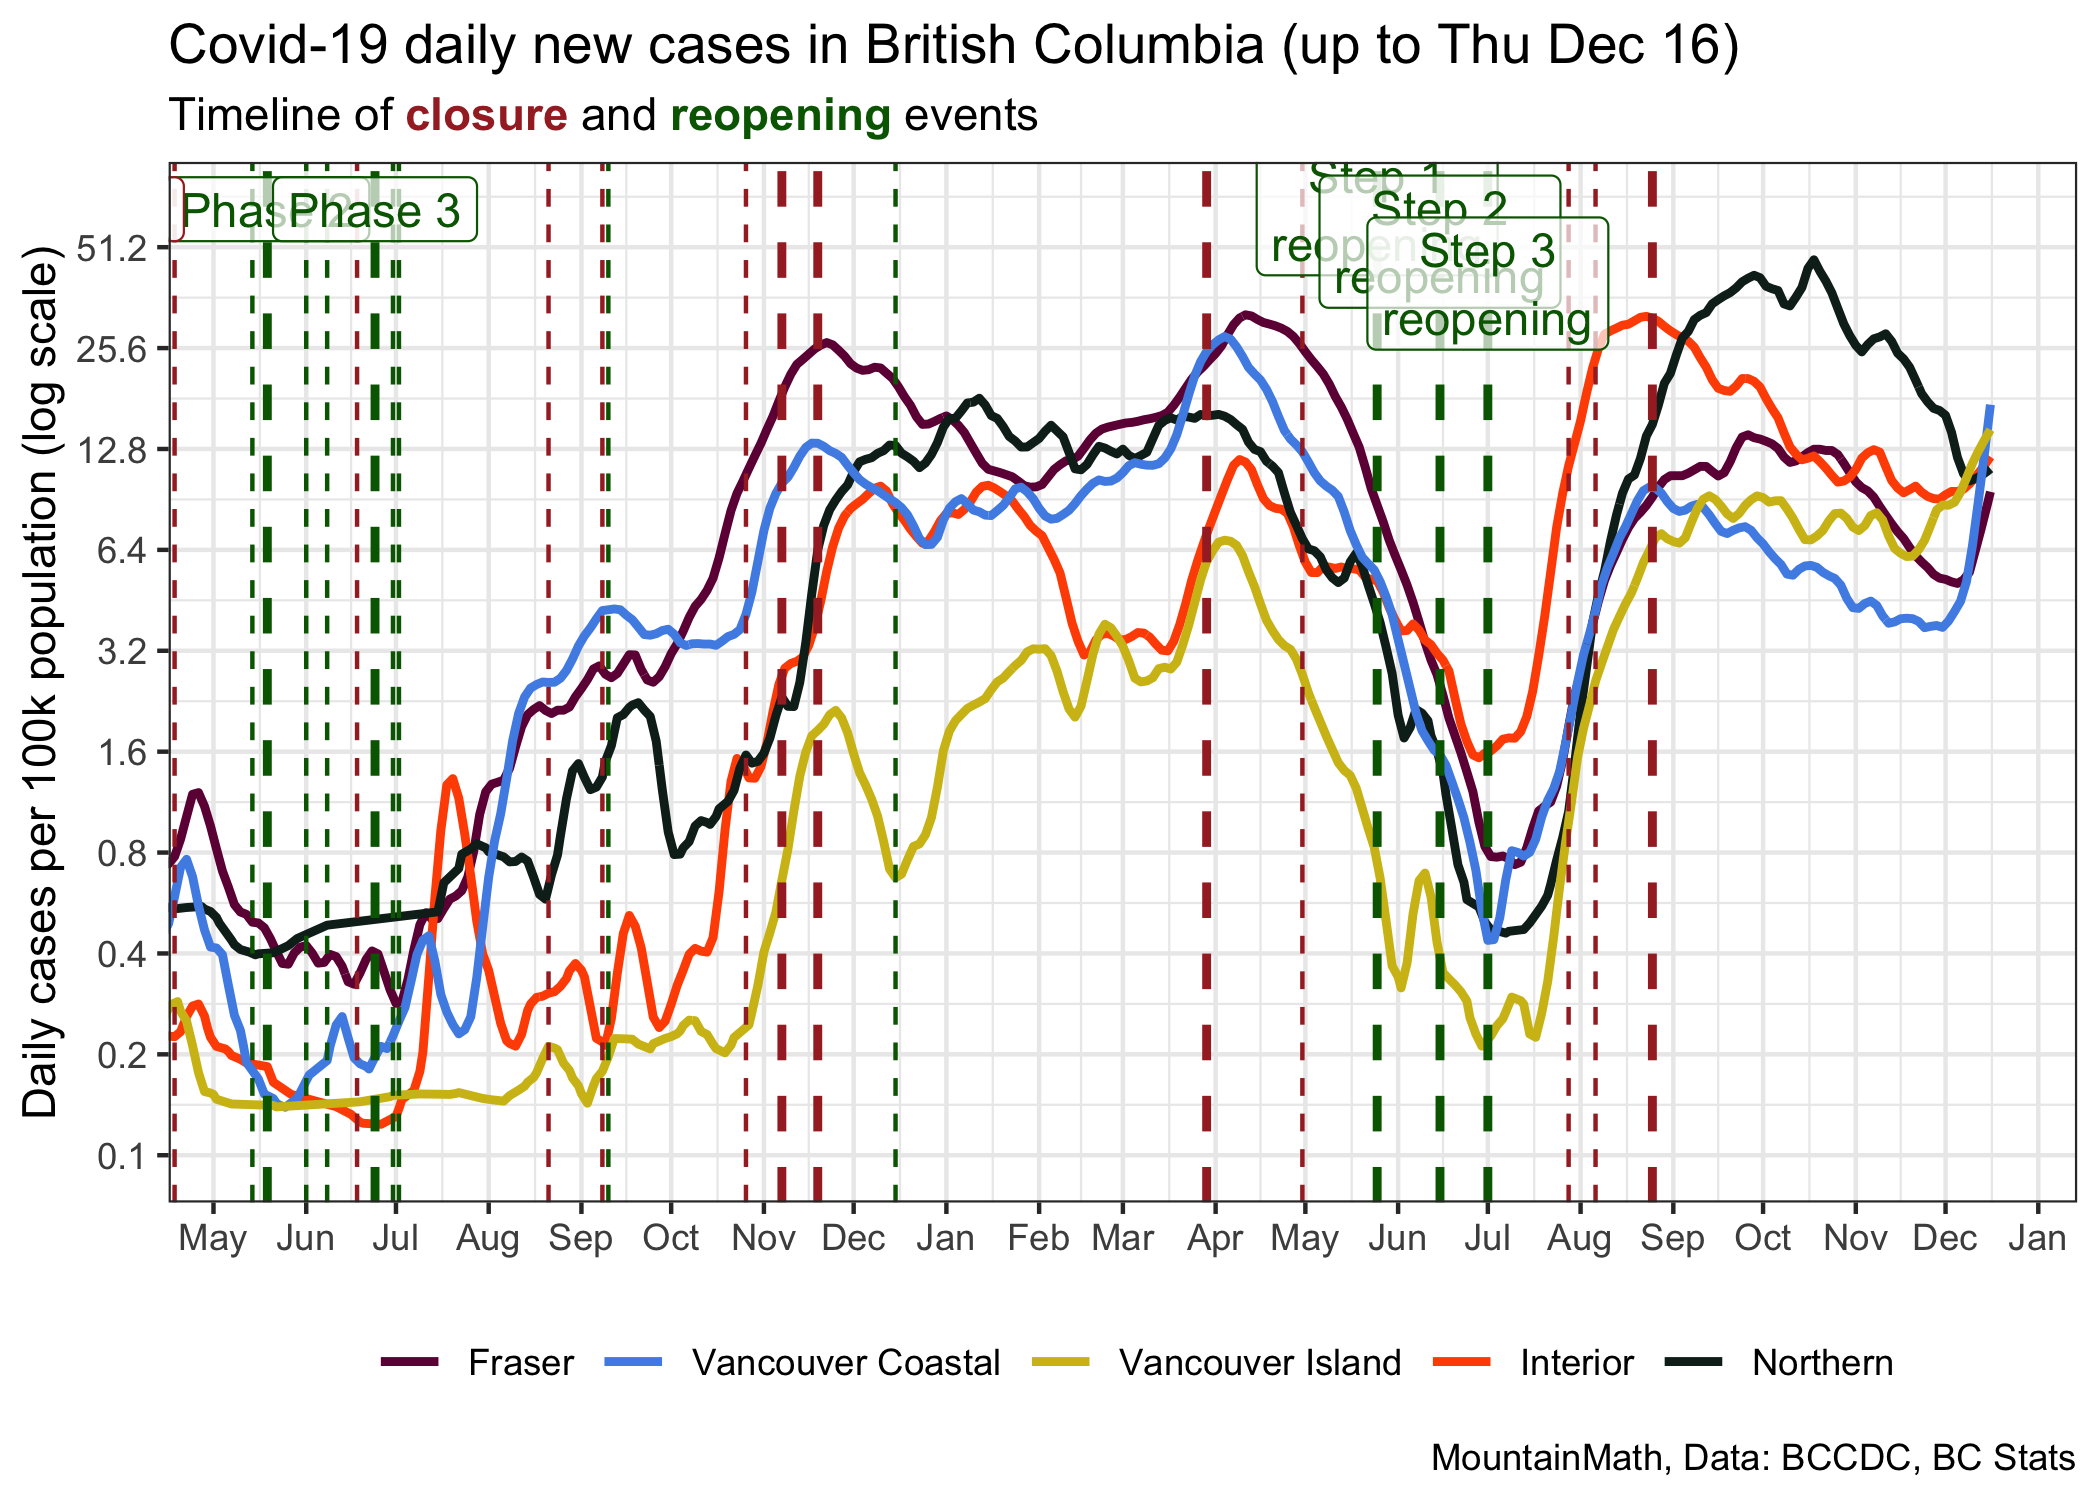 Covid-19 daily new cases in British Columbia (up to Thu Dec 16)
Timeline of closure and reopening events
Daily cases per 100k population (log scale)
51.2
25.6
12.8
6.4
3.2
1.6
0.8
0.4
0.2
0.1
Phase 2
Phase 3
Step 1
reopening
Step 2
reopening
Step 3
reopening
May Jun Jul Aug Sep Oct Nov Dec Jan Feb Mar Apr May Jun Jul Aug Sep Oct Nov Dec Jan
Fraser Vancouver Coastal Vancouver Island Interior Northern
MountainMath, Data: BCCDC, BC Stats